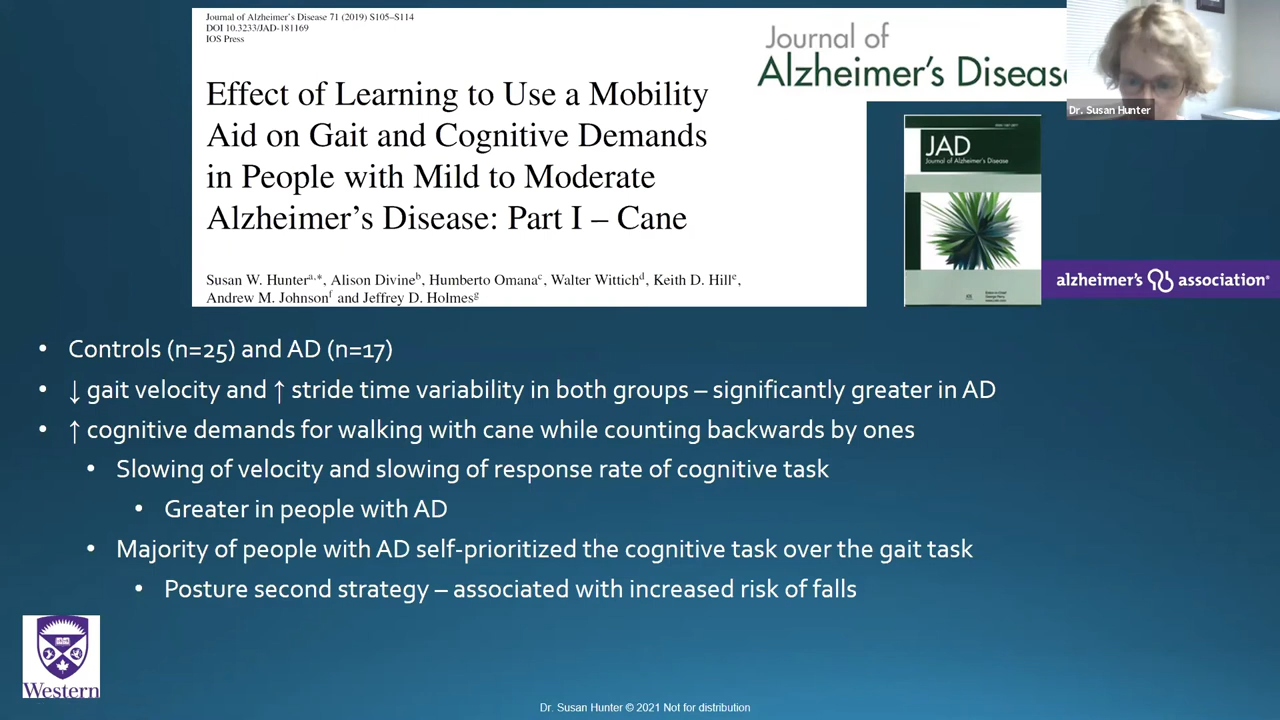 Journal of Alzheimer's Disease 71 (2019) S105–S114
DOI 10.3233/JAD-181169
IOS Press
Effect of Learning to Use a Mobility
Aid on Gait and Cognitive Demands
in People with Mild to Moderate
Alzheimer's Disease: Part I – Cane
Susan W. Hunterᵃ,*, Alison Divineᵇ, Humberto Omanaᶜ, Walter Wittichᵈ, Keith D. Hillᵉ,
Andrew M. Johnsonᶠ and Jeffrey D. Holmesᵍ
Journal of
Alzheimer's Disease
Dr. Susan Hunter
JAD
Journal of Alzheimer's Disease
alzheimer's association®
• Controls (n=25) and AD (n=17)
• ↓ gait velocity and ↑ stride time variability in both groups – significantly greater in AD
• ↑ cognitive demands for walking with cane while counting backwards by ones
• Slowing of velocity and slowing of response rate of cognitive task
• Greater in people with AD
• Majority of people with AD self-prioritized the cognitive task over the gait task
• Posture second strategy – associated with increased risk of falls
Western
Dr. Susan Hunter © 2021 Not for distribution